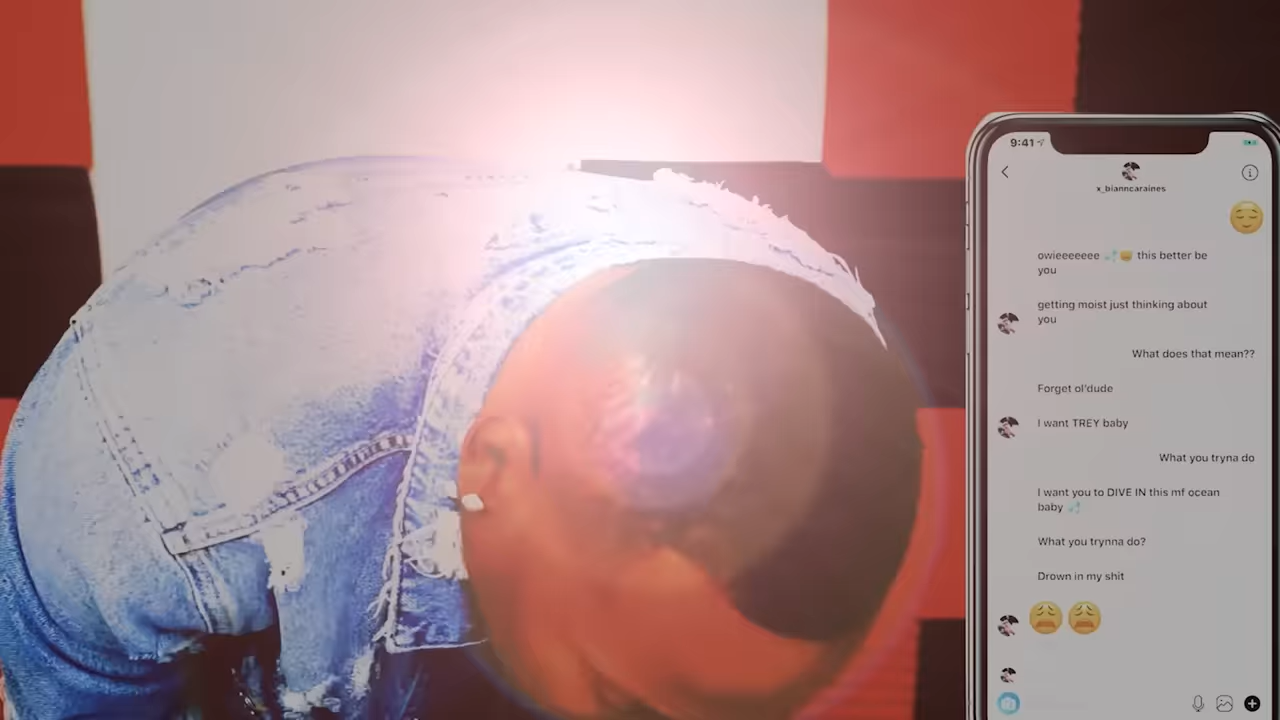 9:41
x_bianncaraines
owieeeeeee 💦😫 this better be
you
getting moist just thinking about
you
What does that mean??
Forget ol'dude
I want TREY baby
What you tryna do
I want you to DIVE IN this mf ocean
baby 💦
What you trynna do?
Drown in my shit